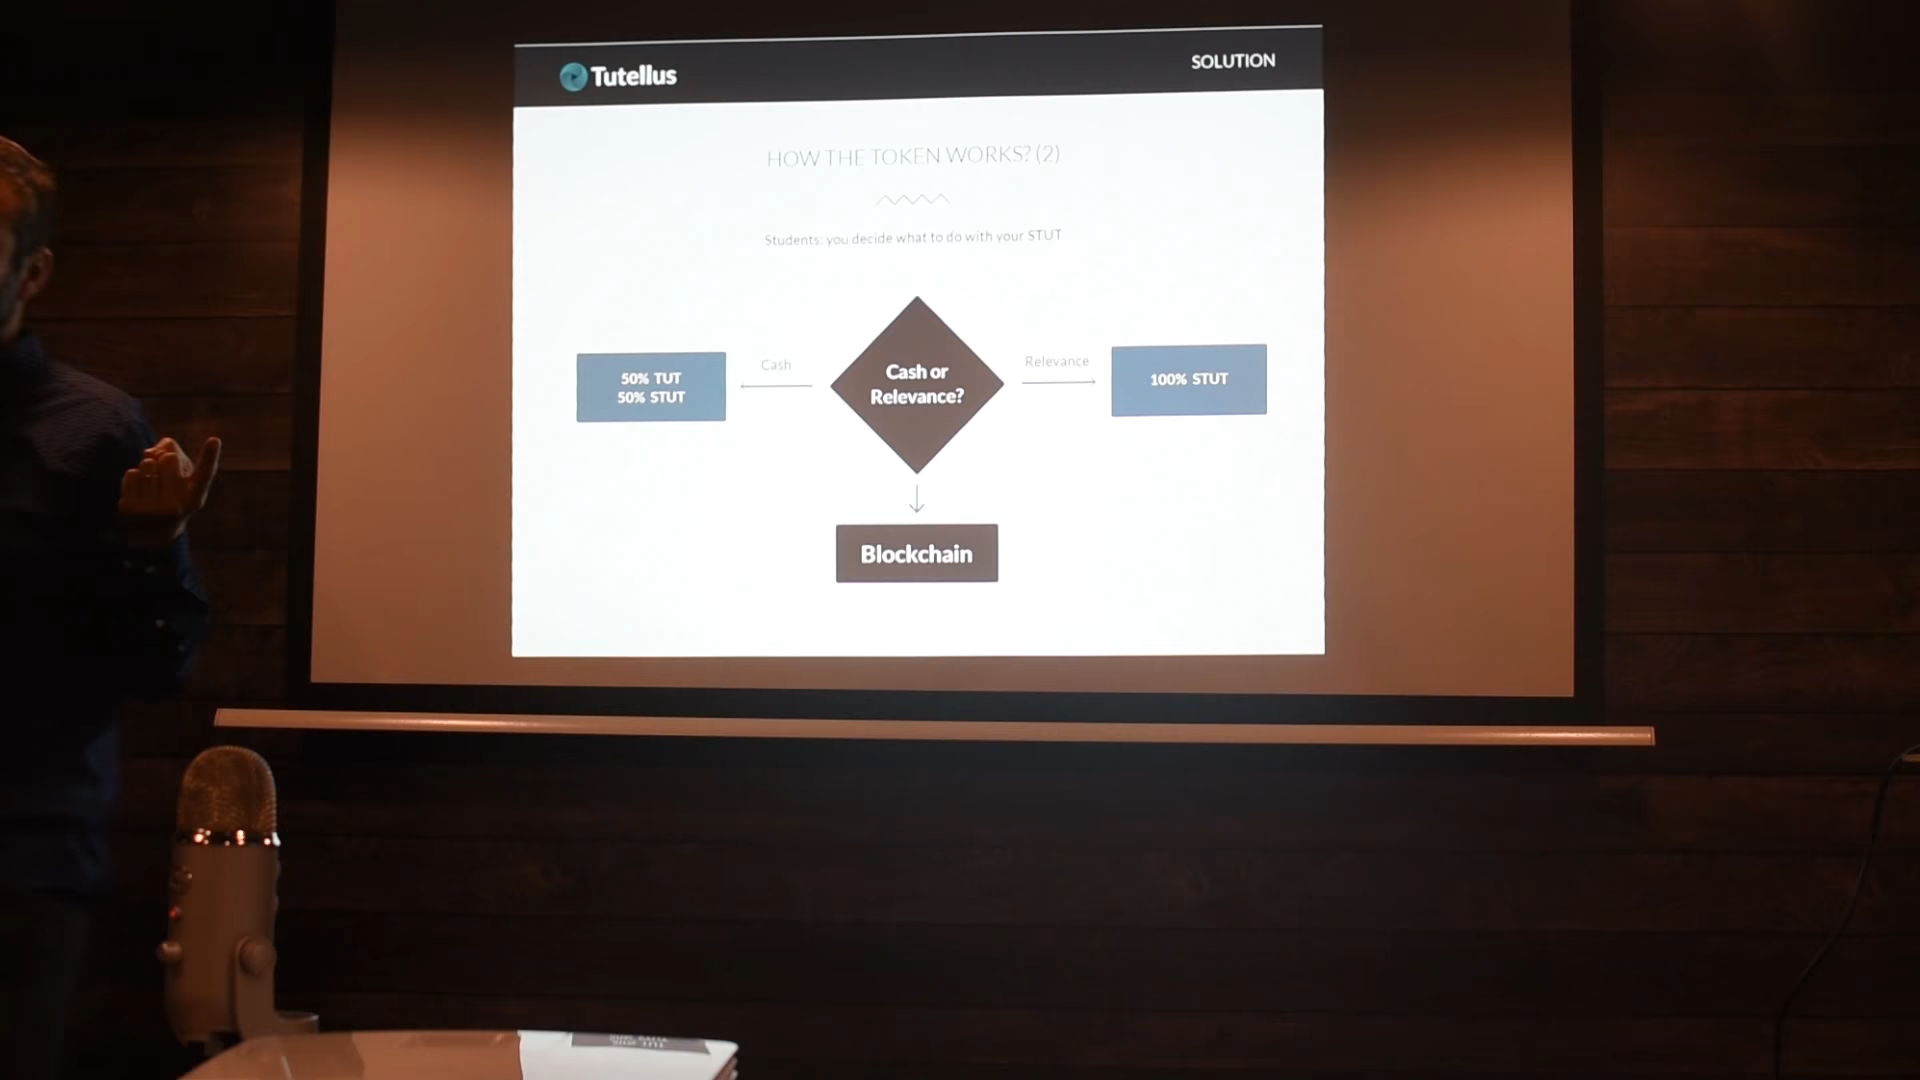 Tutellus
SOLUTION
HOW THE TOKEN WORKS? (2)
Students: you decide what to do with your STUT
50% TUT
50% STUT
Cash
Cash or
Relevance?
Relevance
100% STUT
Blockchain